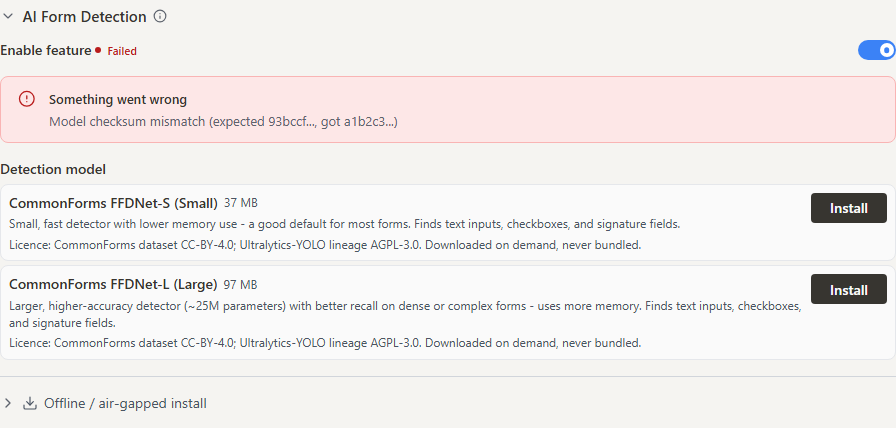 AI Form Detection
Enable feature Failed
Something went wrong
Model checksum mismatch (expected 93bccf..., got a1b2c3...)
Detection model
CommonForms FFDNet-S (Small) 37 MB
Install
Small, fast detector with lower memory use - a good default for most forms. Finds text inputs, checkboxes, and signature fields.
Licence: CommonForms dataset CC-BY-4.0; Ultralytics-YOLO lineage AGPL-3.0. Downloaded on demand, never bundled.
CommonForms FFDNet-L (Large) 97 MB
Install
Larger, higher-accuracy detector (~25M parameters) with better recall on dense or complex forms - uses more memory. Finds text inputs, checkboxes,
and signature fields.
Licence: CommonForms dataset CC-BY-4.0; Ultralytics-YOLO lineage AGPL-3.0. Downloaded on demand, never bundled.
Offline / air-gapped install